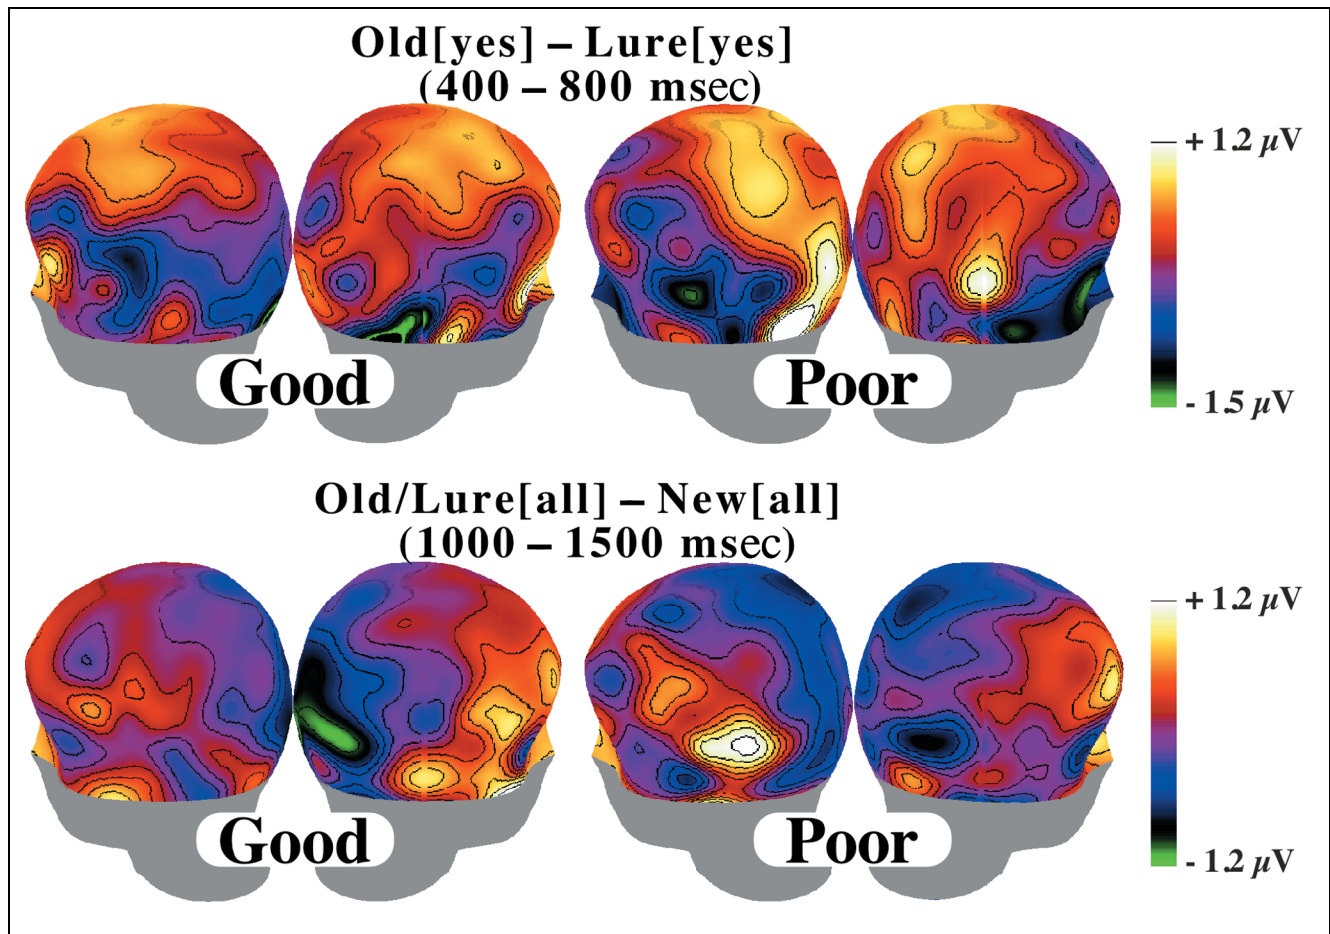 Old[yes] – Lure[yes]
(400 – 800 msec)
+ 1.2 µV
- 1.5 µV
Good
Poor
Old/Lure[all] – New[all]
(1000 – 1500 msec)
+ 1.2 µV
- 1.2 µV
Good
Poor